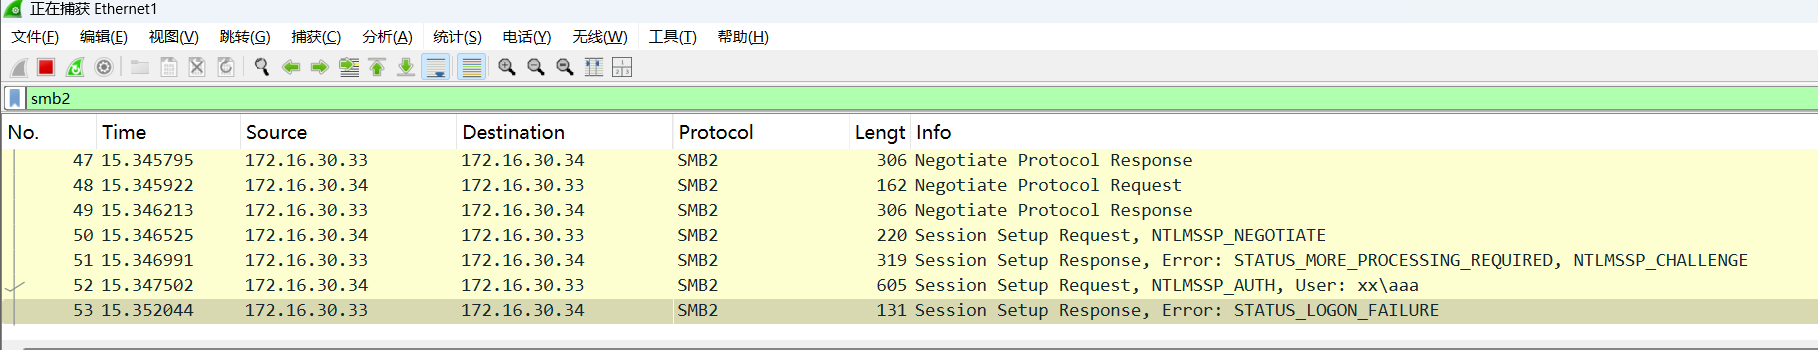 正在捕获 Ethernet1
文件(F) 编辑(E) 视图(V) 跳转(G) 捕获(C) 分析(A) 统计(S) 电话(Y) 无线(W) 工具(T) 帮助(H)
smb2
No. Time Source Destination Protocol Lengt Info
47 15.345795 172.16.30.33 172.16.30.34 SMB2 306 Negotiate Protocol Response
48 15.345922 172.16.30.34 172.16.30.33 SMB2 162 Negotiate Protocol Request
49 15.346213 172.16.30.33 172.16.30.34 SMB2 306 Negotiate Protocol Response
50 15.346525 172.16.30.34 172.16.30.33 SMB2 220 Session Setup Request, NTLMSSP_NEGOTIATE
51 15.346991 172.16.30.33 172.16.30.34 SMB2 319 Session Setup Response, Error: STATUS_MORE_PROCESSING_REQUIRED, NTLMSSP_CHALLENGE
52 15.347502 172.16.30.34 172.16.30.33 SMB2 605 Session Setup Request, NTLMSSP_AUTH, User: xx\aaa
53 15.352044 172.16.30.33 172.16.30.34 SMB2 131 Session Setup Response, Error: STATUS_LOGON_FAILURE